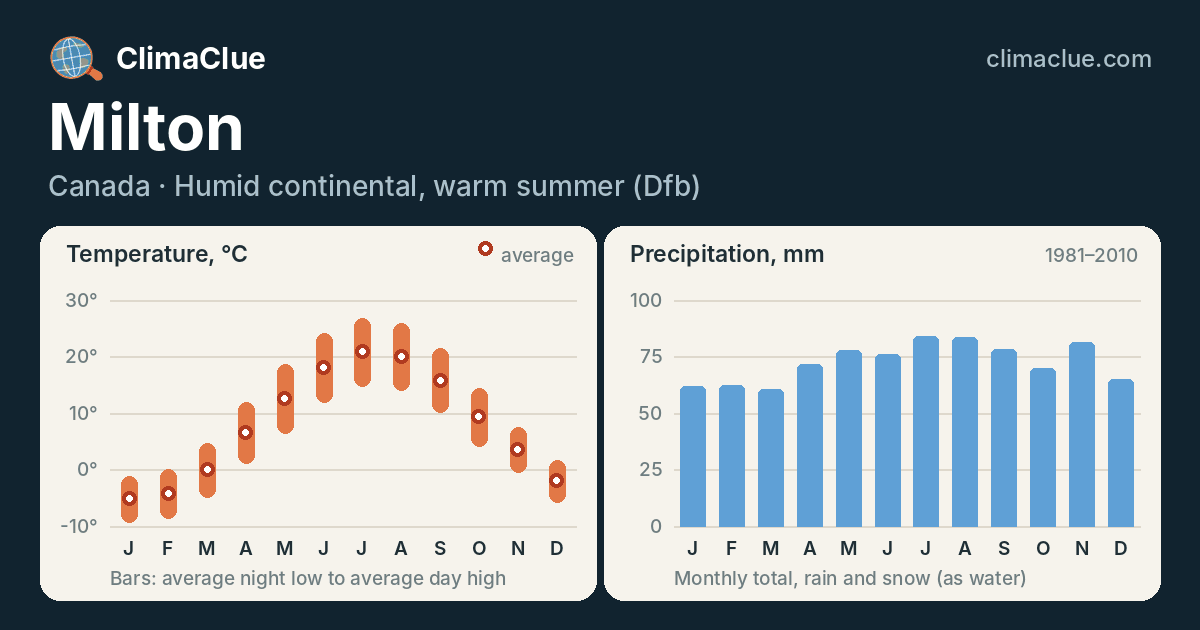 ClimaClue
climaclue.com
Milton
Canada · Humid continental, warm summer (Dfb)
Temperature, °C
average
30°
20°
10°
0°
-10°
J F M A M J J A S O N D
Bars: average night low to average day high
Precipitation, mm
1981–2010
100
75
50
25
0
J F M A M J J A S O N D
Monthly total, rain and snow (as water)